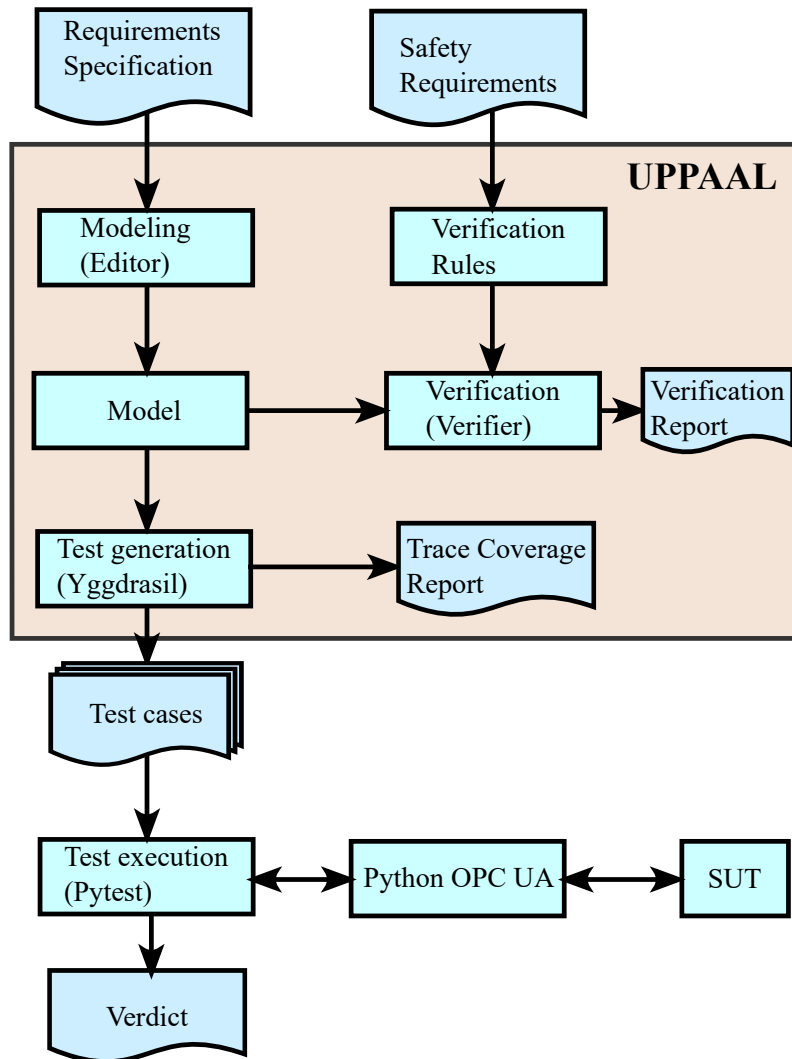 Requirements
Specification
Safety
Requirements
UPPAAL
Modeling
(Editor)
Verification
Rules
Model
Verification
(Verifier)
Verification
Report
Test generation
(Yggdrasil)
Trace Coverage
Report
Test cases
Test execution
(Pytest)
Python OPC UA
SUT
Verdict